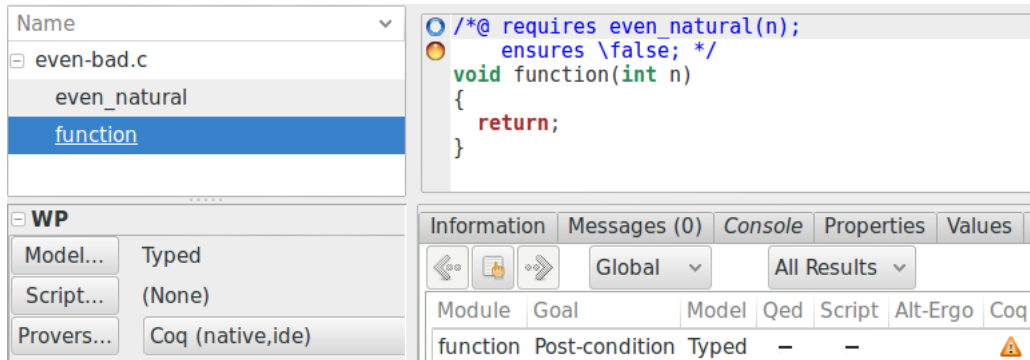 Name
even-bad.c
even_natural
function
/*@ requires even_natural(n);
ensures \false; */
void function(int n)
{
return;
}
WP
Model... Typed
Script... (None)
Provers... Coq (native,ide)
Information Messages (0) Console Properties Values
Global All Results
Module Goal Model Qed Script Alt-Ergo Coq
function Post-condition Typed – –